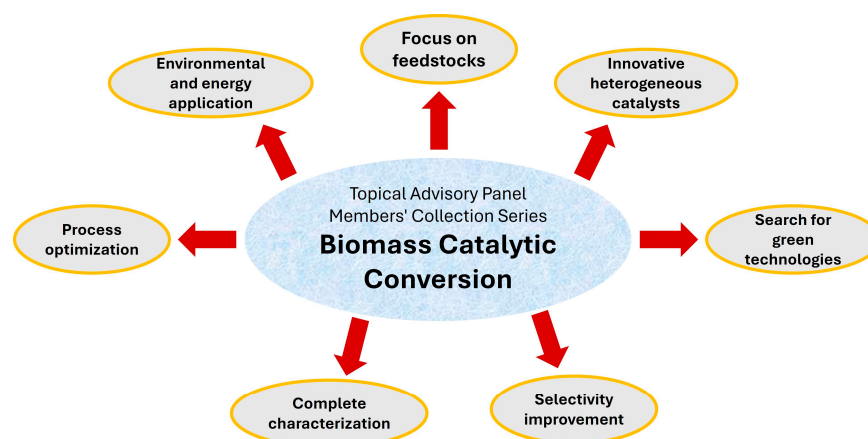 Focus on
feedstocks
Environmental
and energy
application
Innovative
heterogeneous
catalysts
Topical Advisory Panel
Members' Collection Series
Biomass Catalytic
Conversion
Process
optimization
Search for
green
technologies
Complete
characterization
Selectivity
improvement